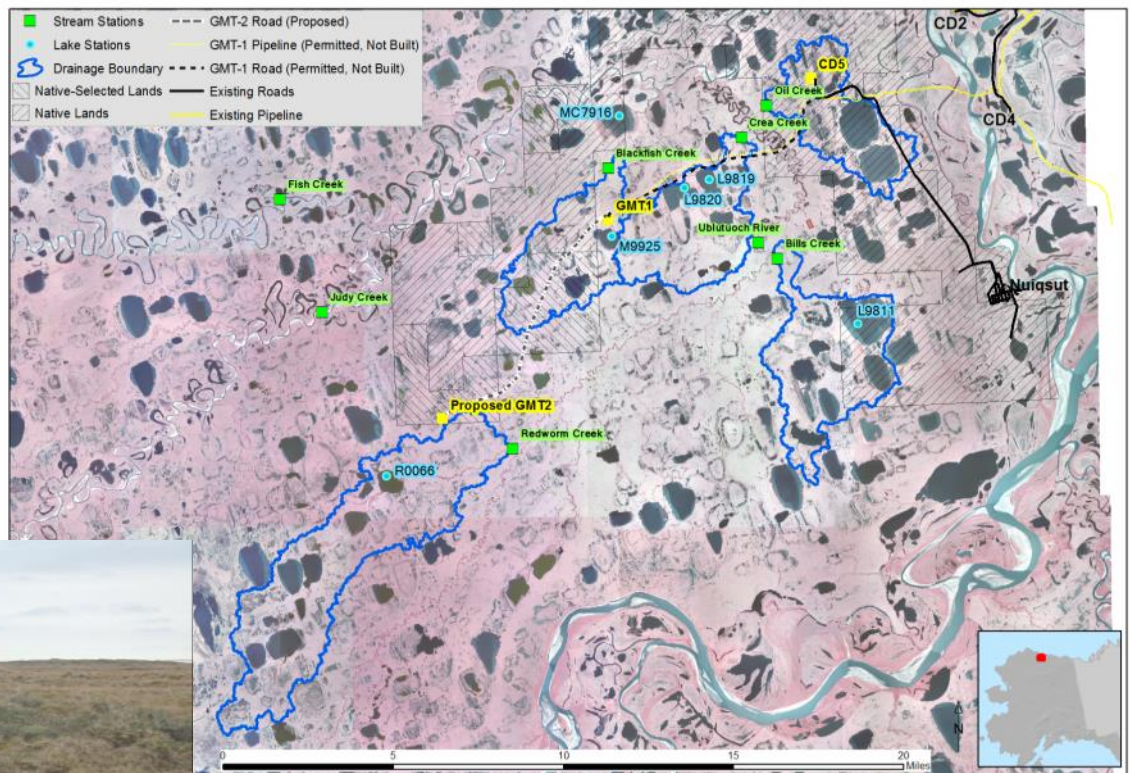 Stream Stations
Lake Stations
Drainage Boundary
Native-Selected Lands
Native Lands
GMT-2 Road (Proposed)
GMT-1 Pipeline (Permitted, Not Built)
GMT-1 Road (Permitted, Not Built)
Existing Roads
Existing Pipeline
CD2
CD5
Oil Creek
MC7916
CD4
Crea Creek
Blackfish Creek
L9819
Fish Creek
L9820
GMT1
M9925
Ublutuoch River
Bills Creek
Nuiqsut
Judy Creek
L9811
Proposed GMT2
Redworm Creek
R0066
N
0 5 10 15 20
Miles